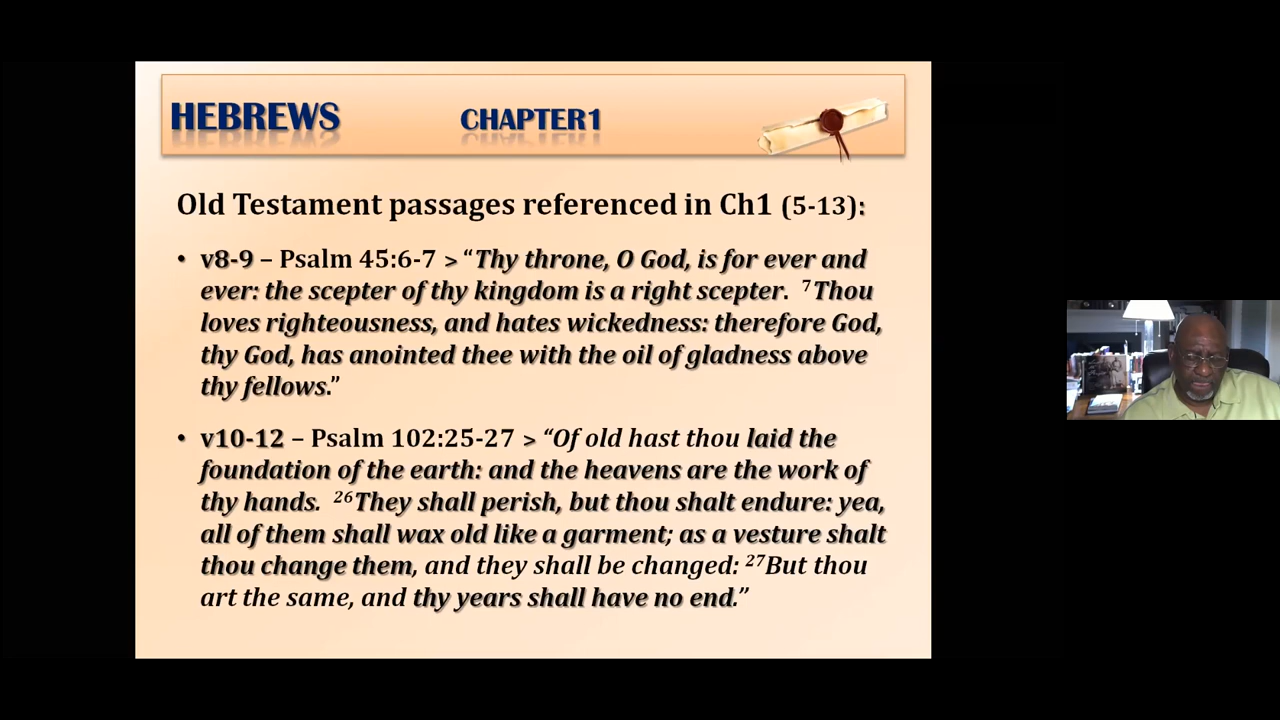 HEBREWS CHAPTER1
Old Testament passages referenced in Ch1 (5-13):
• v8-9 – Psalm 45:6-7 > “Thy throne, O God, is for ever and
ever: the scepter of thy kingdom is a right scepter. 7Thou
loves righteousness, and hates wickedness: therefore God,
thy God, has anointed thee with the oil of gladness above
thy fellows.”
• v10-12 – Psalm 102:25-27 > “Of old hast thou laid the
foundation of the earth: and the heavens are the work of
thy hands. 26They shall perish, but thou shalt endure: yea,
all of them shall wax old like a garment; as a vesture shalt
thou change them, and they shall be changed: 27But thou
art the same, and thy years shall have no end.”